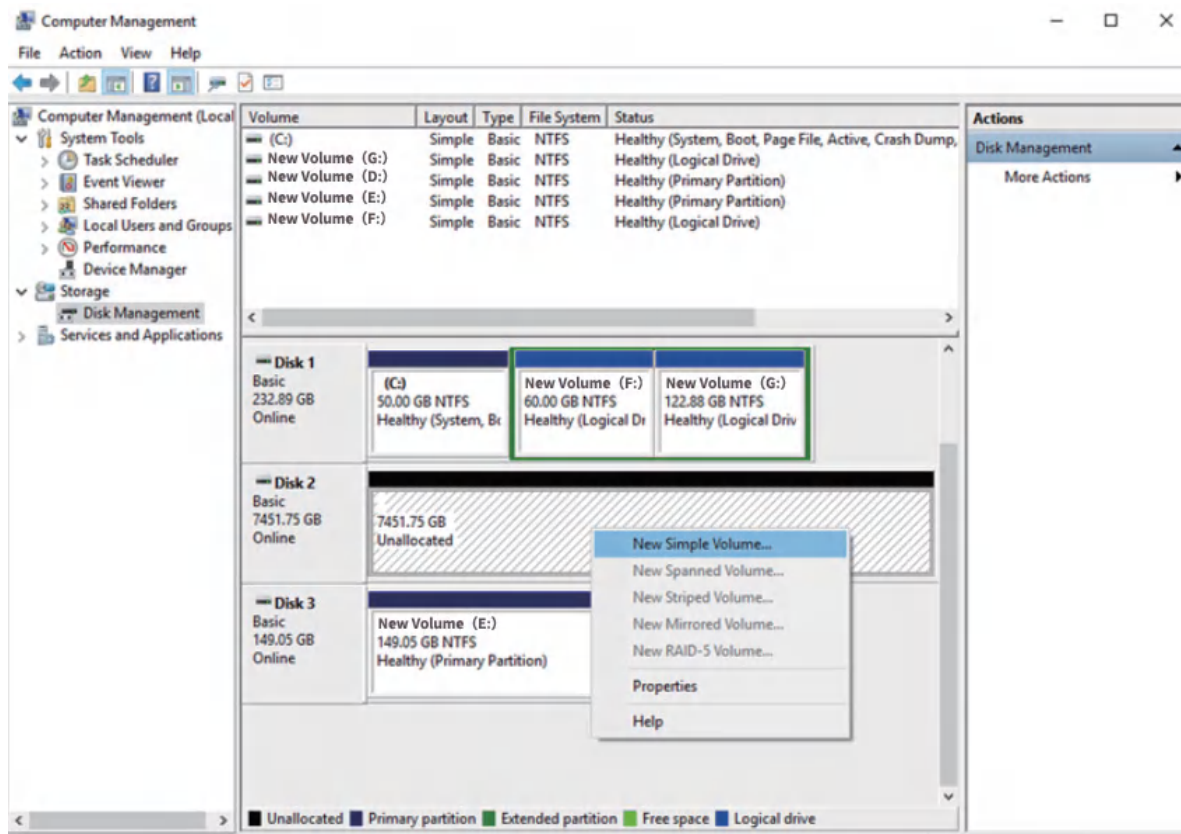 Computer Management
File Action View Help
Computer Management (Local
System Tools
Task Scheduler
Event Viewer
Shared Folders
Local Users and Groups
Performance
Device Manager
Storage
Disk Management
Services and Applications
Volume Layout Type File System Status
(C:) Simple Basic NTFS Healthy (System, Boot, Page File, Active, Crash Dump,
New Volume (G:) Simple Basic NTFS Healthy (Logical Drive)
New Volume (D:) Simple Basic NTFS Healthy (Primary Partition)
New Volume (E:) Simple Basic NTFS Healthy (Primary Partition)
New Volume (F:) Simple Basic NTFS Healthy (Logical Drive)
Disk 1
Basic
232.89 GB
Online
(C:)
50.00 GB NTFS
Healthy (System, Bc
New Volume (F:)
60.00 GB NTFS
Healthy (Logical Dr
New Volume (G:)
122.88 GB NTFS
Healthy (Logical Driv
Disk 2
Basic
7451.75 GB
Online
7451.75 GB
Unallocated
Disk 3
Basic
149.05 GB
Online
New Volume (E:)
149.05 GB NTFS
Healthy (Primary Partition)
New Simple Volume...
New Spanned Volume...
New Striped Volume...
New Mirrored Volume...
New RAID-5 Volume...
Properties
Help
Unallocated Primary partition Extended partition Free space Logical drive
Actions
Disk Management
More Actions